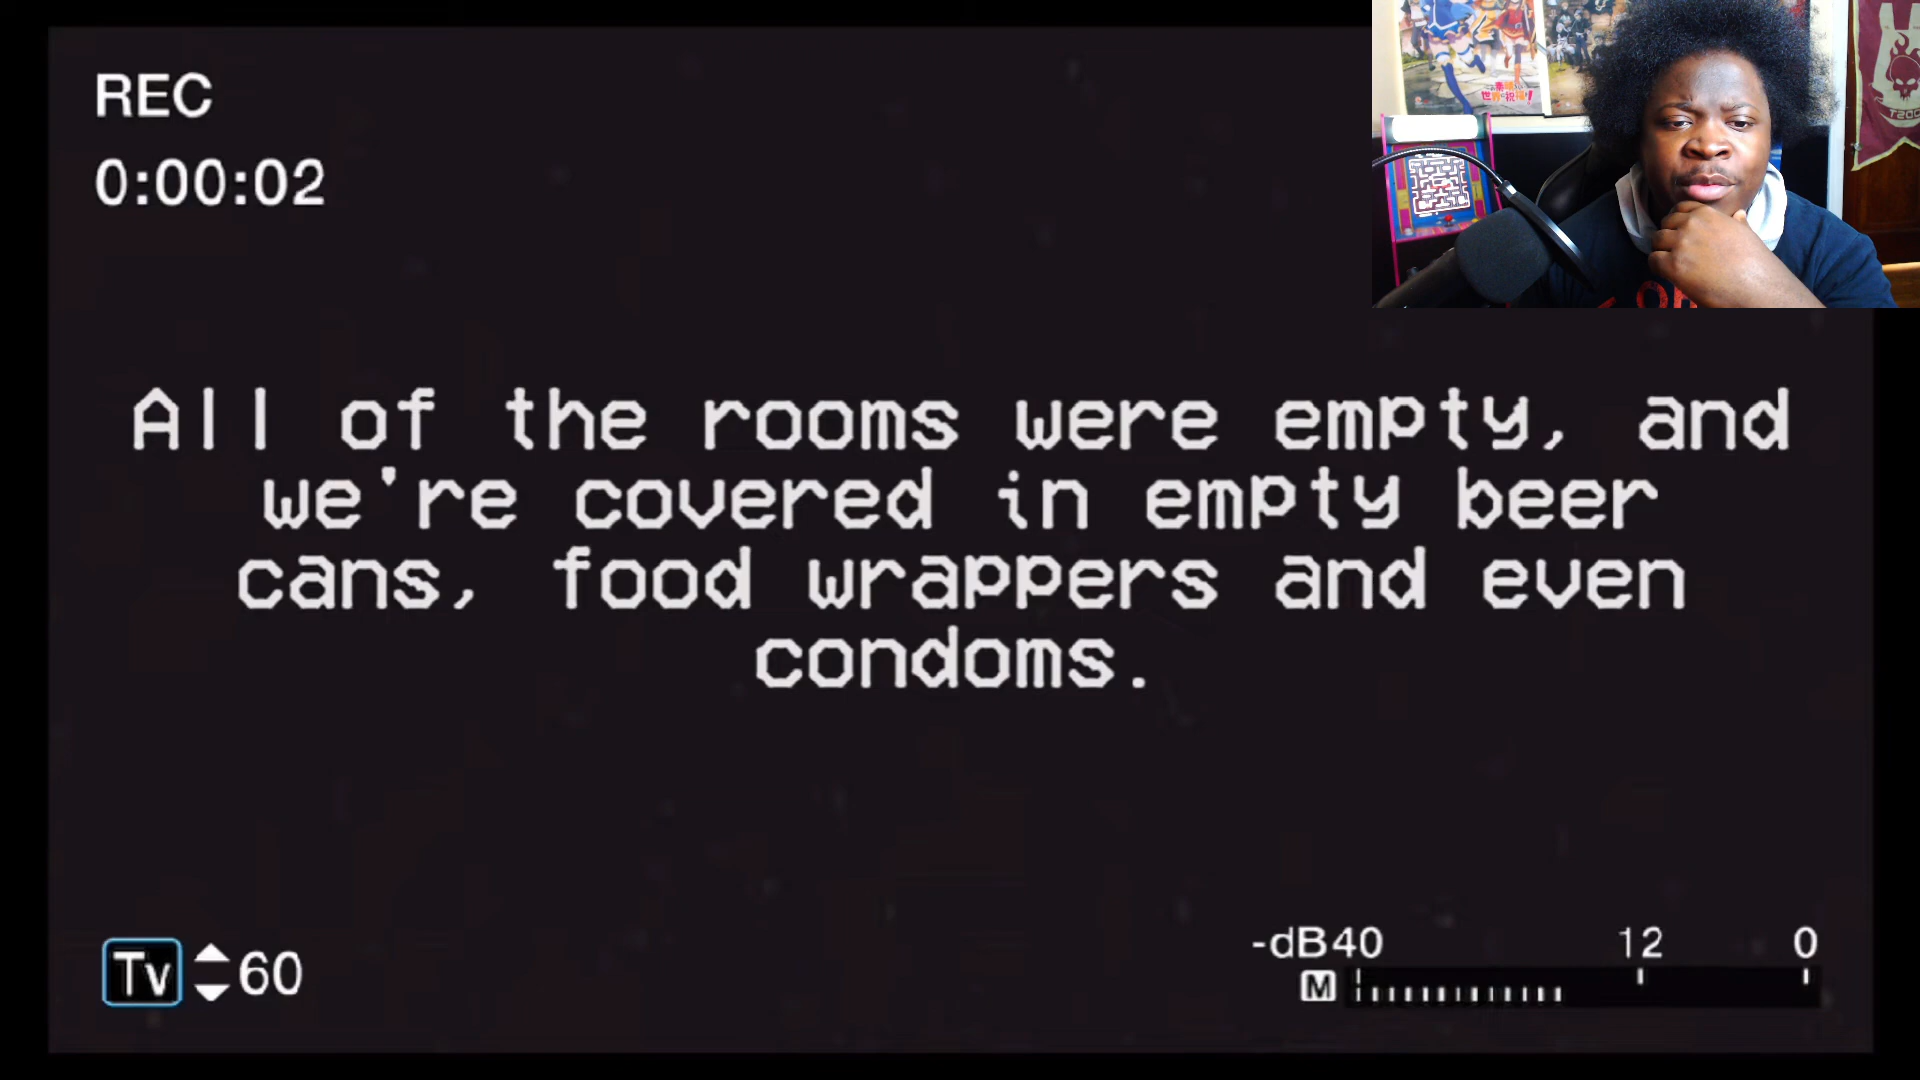 REC
0:00:02
All of the rooms were empty, and
we're covered in empty beer
cans, food wrappers and even
condoms.
Tv 60
-dB40 12 0
M